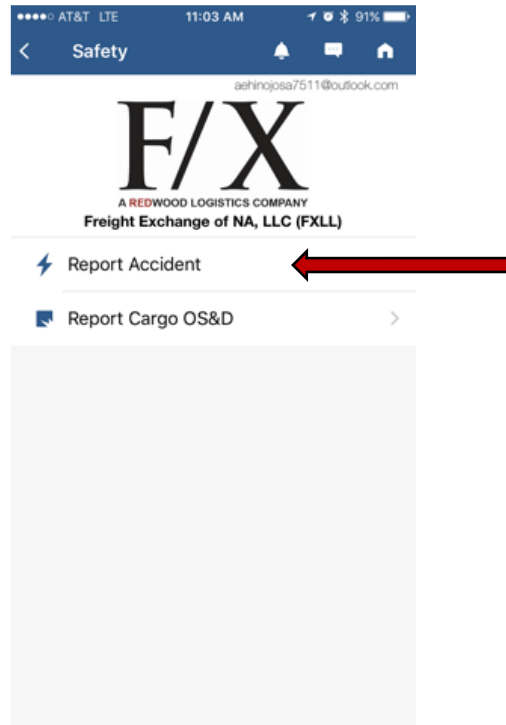 AT&T LTE 11:03 AM 91%
Safety
aehinojosa7511@outlook.com
F/X
A REDWOOD LOGISTICS COMPANY
Freight Exchange of NA, LLC (FXLL)
Report Accident
Report Cargo OS&D